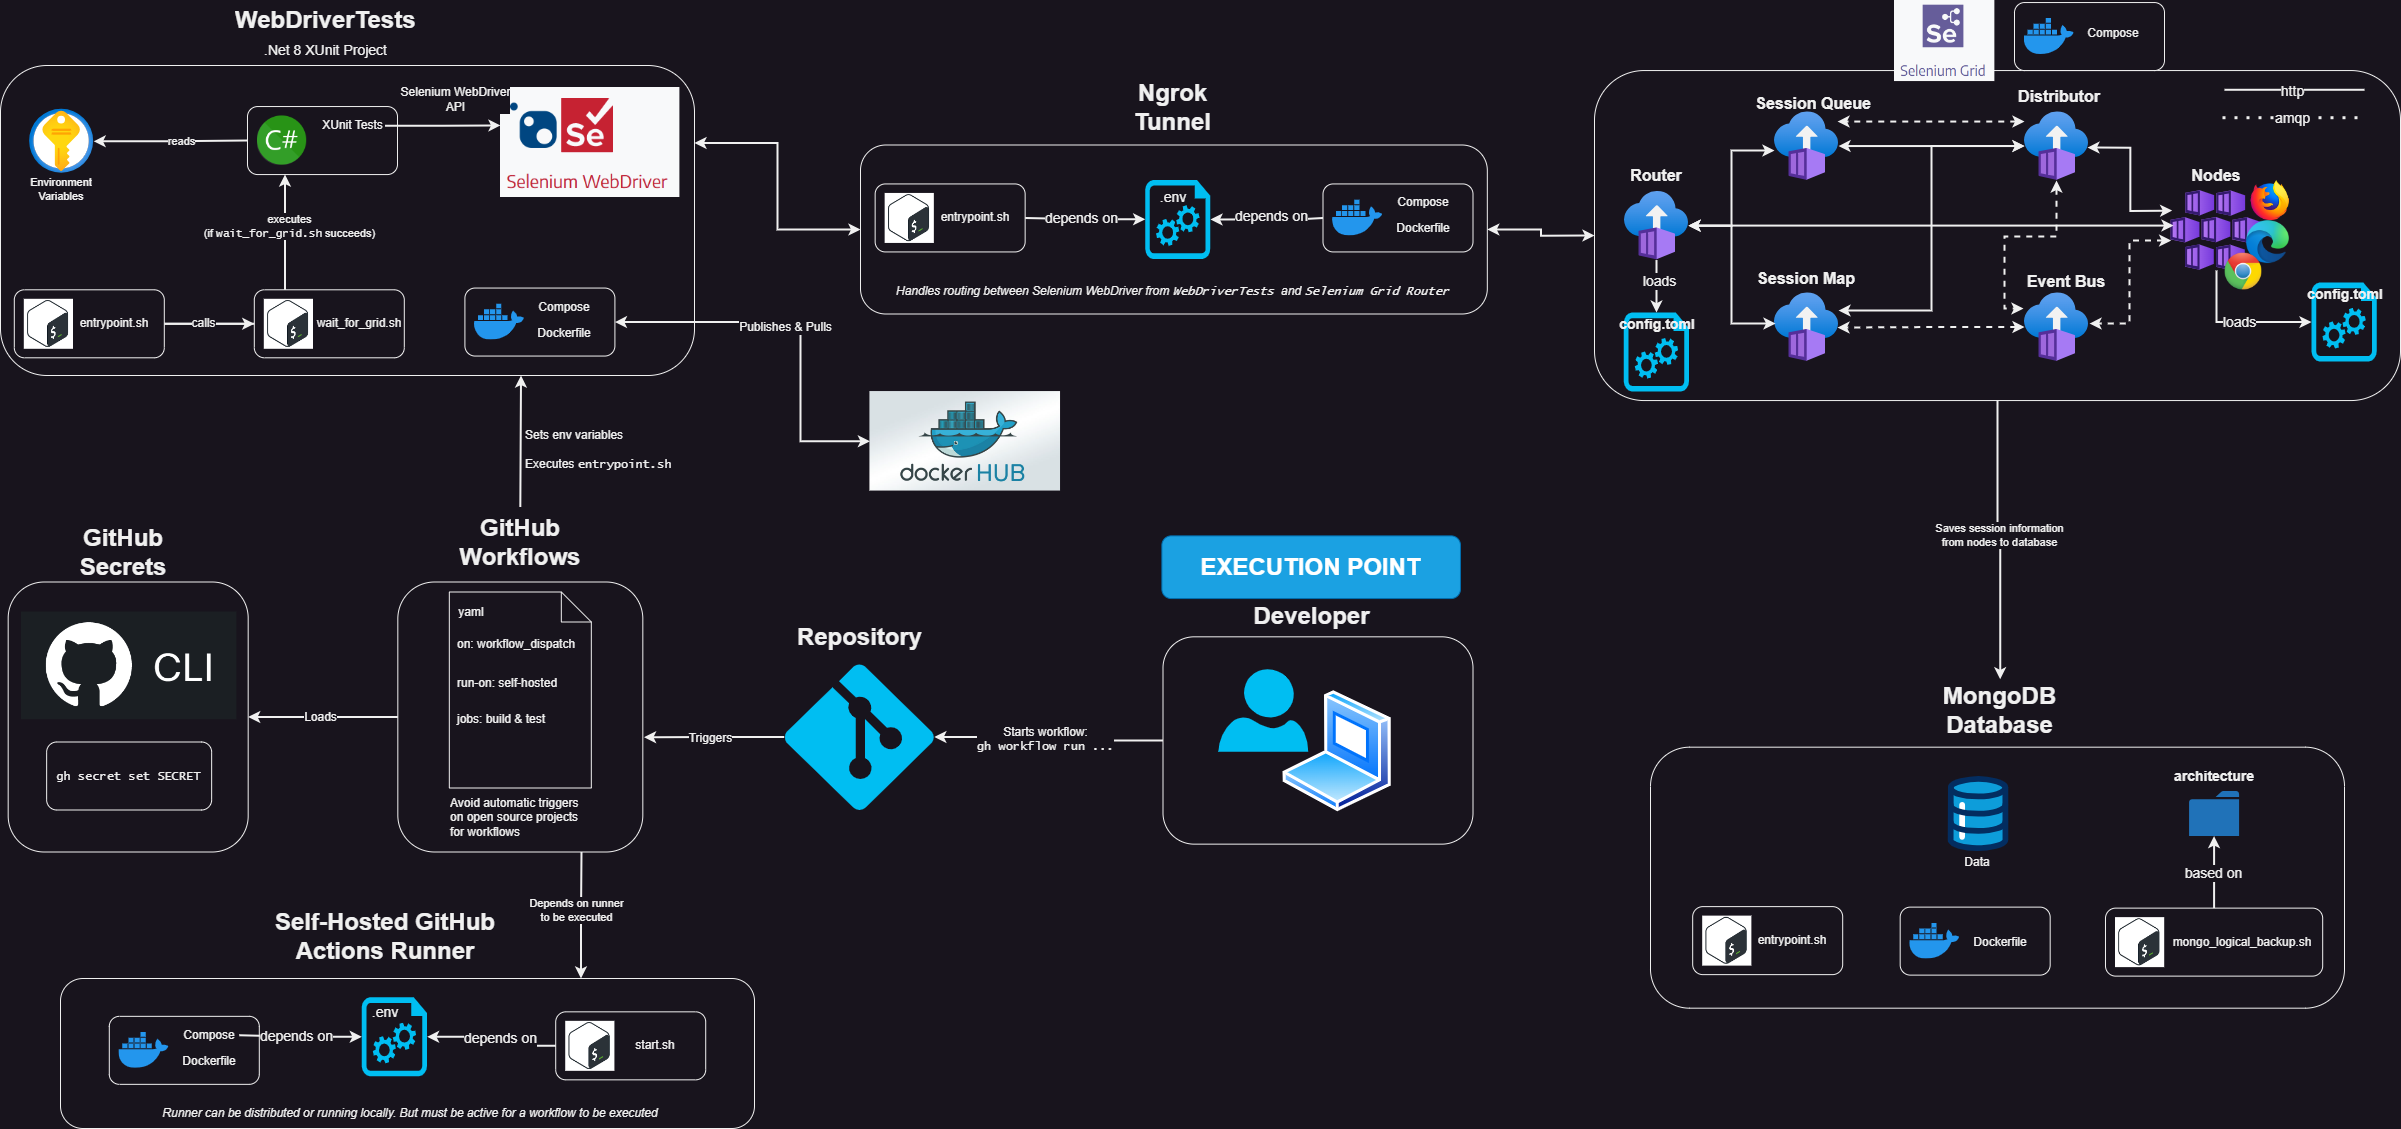 WebDriverTests
.Net 8 XUnit Project
Selenium WebDriver
API
XUnit Tests
C#
reads
Environment
Variables
Se
Selenium WebDriver
executes
(if wait_for_grid.sh succeeds)
entrypoint.sh
calls
wait_for_grid.sh
Compose
Dockerfile
Publishes & Pulls
docker HUB
Ngrok
Tunnel
entrypoint.sh
depends on
.env
depends on
Compose
Dockerfile
Handles routing between Selenium WebDriver from WebDriverTests and Selenium Grid Router
Se
Selenium Grid
Compose
http
amqp
Session Queue
Distributor
Router
Nodes
loads
config.toml
Session Map
Event Bus
loads
config.toml
Saves session information
from nodes to database
Sets env variables
Executes entrypoint.sh
GitHub
Secrets
CLI
gh secret set SECRET
Loads
GitHub
Workflows
yaml
on: workflow_dispatch
run-on: self-hosted
jobs: build & test
Avoid automatic triggers
on open source projects
for workflows
Triggers
Repository
Starts workflow:
gh workflow run ...
EXECUTION POINT
Developer
Depends on runner
to be executed
Self-Hosted GitHub
Actions Runner
Compose
Dockerfile
depends on
.env
depends on
start.sh
Runner can be distributed or running locally. But must be active for a workflow to be executed
MongoDB
Database
Data
architecture
based on
entrypoint.sh
Dockerfile
mongo_logical_backup.sh